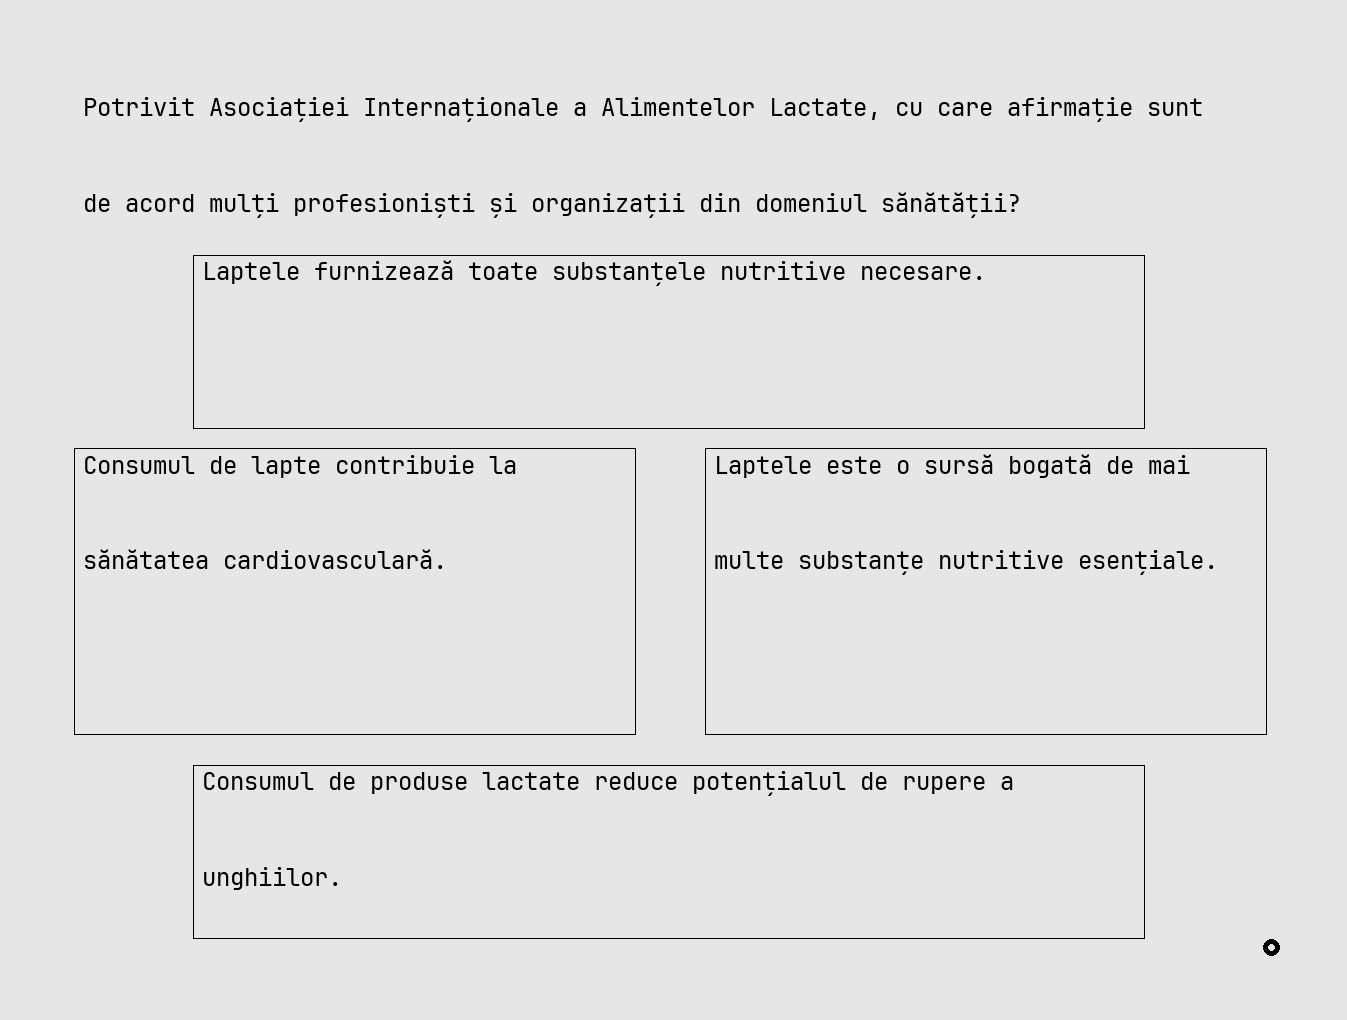 Potrivit Asociației Internaționale a Alimentelor Lactate, cu care afirmație sunt
de acord mulți profesioniști și organizații din domeniul sănătății?
Laptele furnizează toate substanțele nutritive necesare.
Consumul de lapte contribuie la
sănătatea cardiovasculară.
Laptele este o sursă bogată de mai
multe substanțe nutritive esențiale.
Consumul de produse lactate reduce potențialul de rupere a
unghiilor.